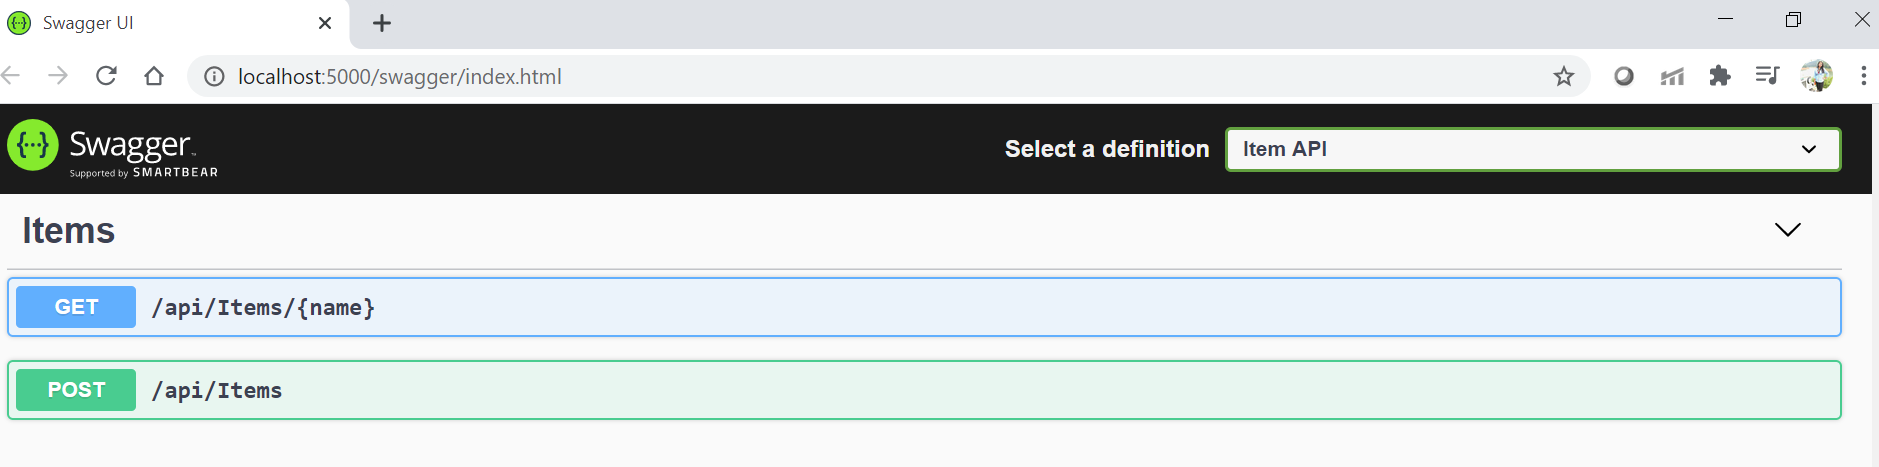 Swagger UI
localhost:5000/swagger/index.html
{...}
Swagger
Supported by SMARTBEAR
Select a definition
Item API
Items
GET /api/Items/{name}
POST /api/Items